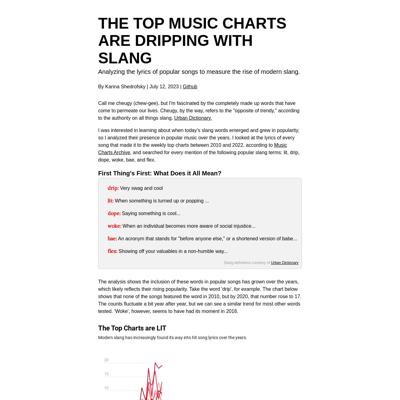 THE TOP MUSIC CHARTS
ARE DRIPPING WITH
SLANG
Analyzing the lyrics of popular songs to measure the rise of modern slang.
By Karina Shedrofsky | July 12, 2023 | Github
Call me cheugy (chew-gee), but I'm fascinated by the completely made up words that have
come to permeate our lives. Cheugy, by the way, refers to the "opposite of trendy," according
to the authority on all things slang, Urban Dictionary.
I was interested in learning about when today's slang words emerged and grew in popularity,
so I analyzed their presence in popular music over the years. I looked at the lyrics of every
song that made it to the weekly top charts between 2010 and 2022, according to Music
Charts Archive, and searched for every mention of the following popular slang terms: lit, drip,
dope, woke, bae, and flex.
First Thing's First: What Does it All Mean?
drip: Very swag and cool
lit: When something is turned up or popping ...
dope: Saying something is cool...
woke: When an individual becomes more aware of social injustice...
bae: An acronym that stands for "before anyone else," or a shortened version of babe...
flex: Showing off your valuables in a non-humble way...
Slang definitions courtesy of Urban Dictionary
The analysis shows the inclusion of these words in popular songs has grown over the years,
which likely reflects their rising popularity. Take the word 'drip', for example. The chart below
shows that none of the songs featured the word in 2010, but by 2020, that number rose to 17.
The counts fluctuate a bit year after year, but we can see a similar trend for most other words
tested. 'Woke', however, seems to have had its moment in 2016.
The Top Charts are LIT
Modern slang has increasingly found its way into hit song lyrics over the years.